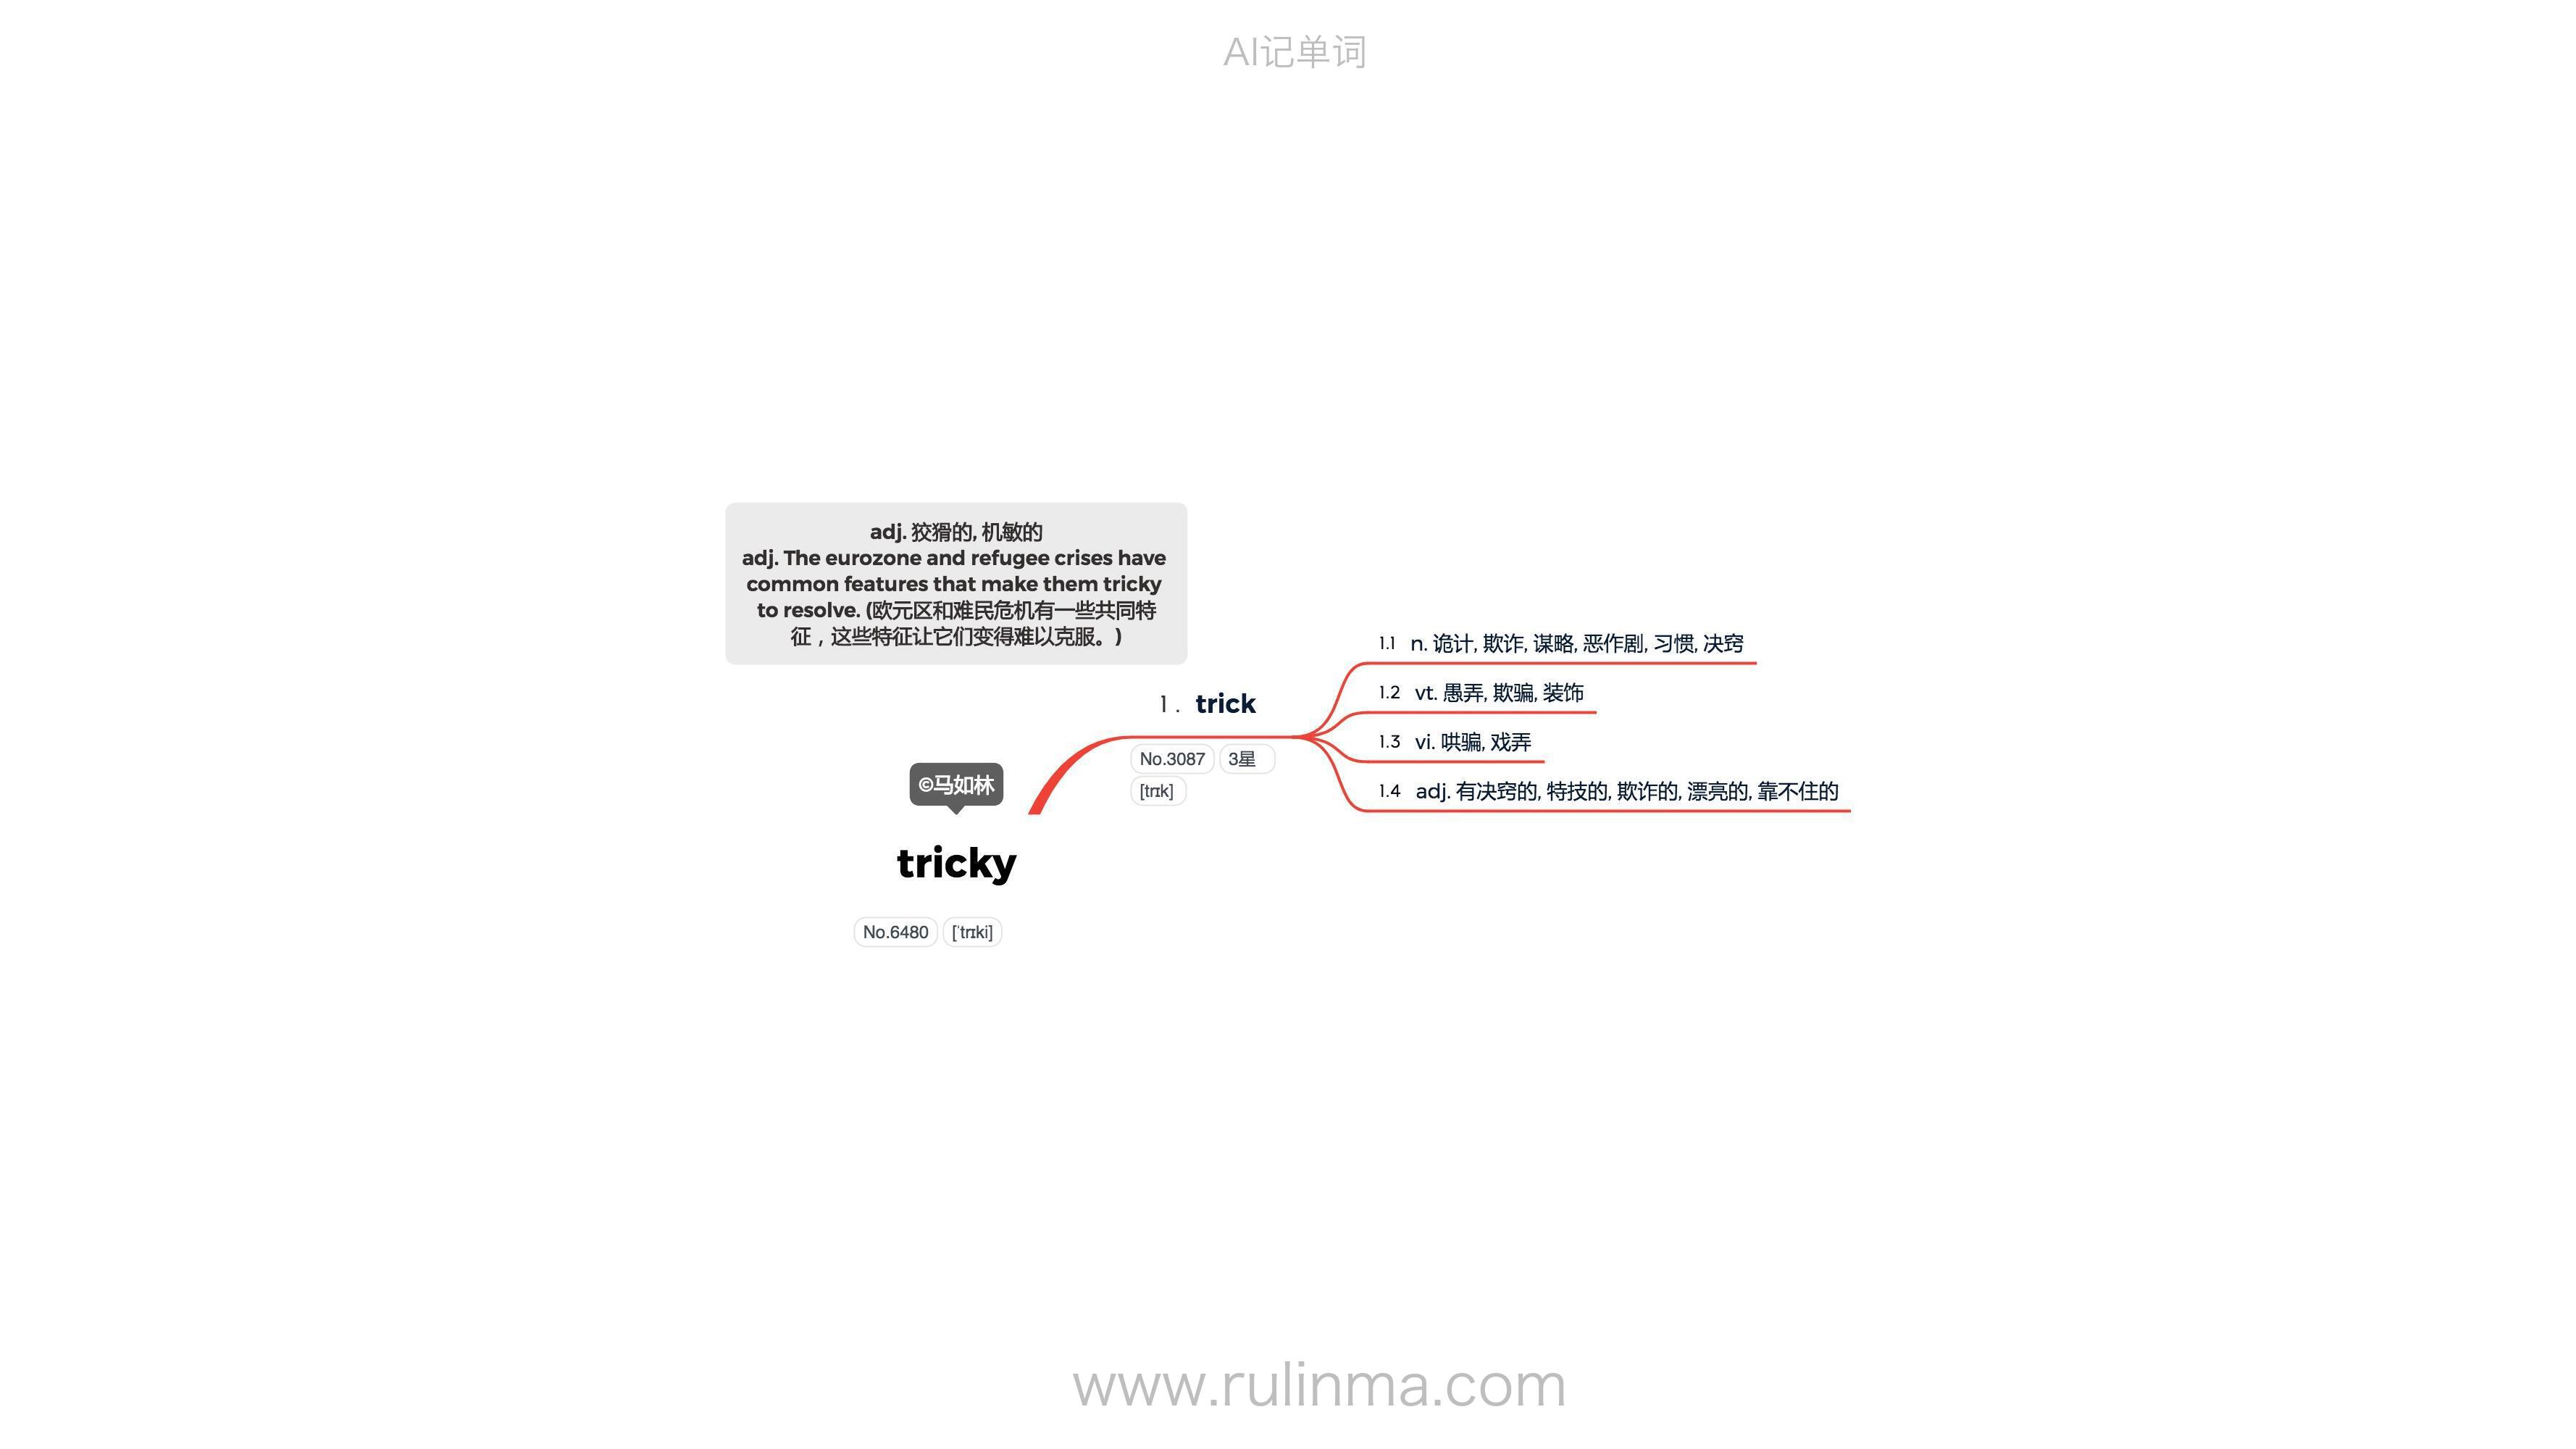 AI记单词
adj. 狡猾的, 机敏的
adj. The eurozone and refugee crises have
common features that make them tricky
to resolve. (欧元区和难民危机有一些共同特
征，这些特征让它们变得难以克服。)
©马如林
tricky
No.6480 [ˈtrɪki]
1. trick
No.3087 3星
[trɪk]
1.1 n. 诡计, 欺诈, 谋略, 恶作剧, 习惯, 决窍
1.2 vt. 愚弄, 欺骗, 装饰
1.3 vi. 哄骗, 戏弄
1.4 adj. 有决窍的, 特技的, 欺诈的, 漂亮的, 靠不住的
www.rulinma.com